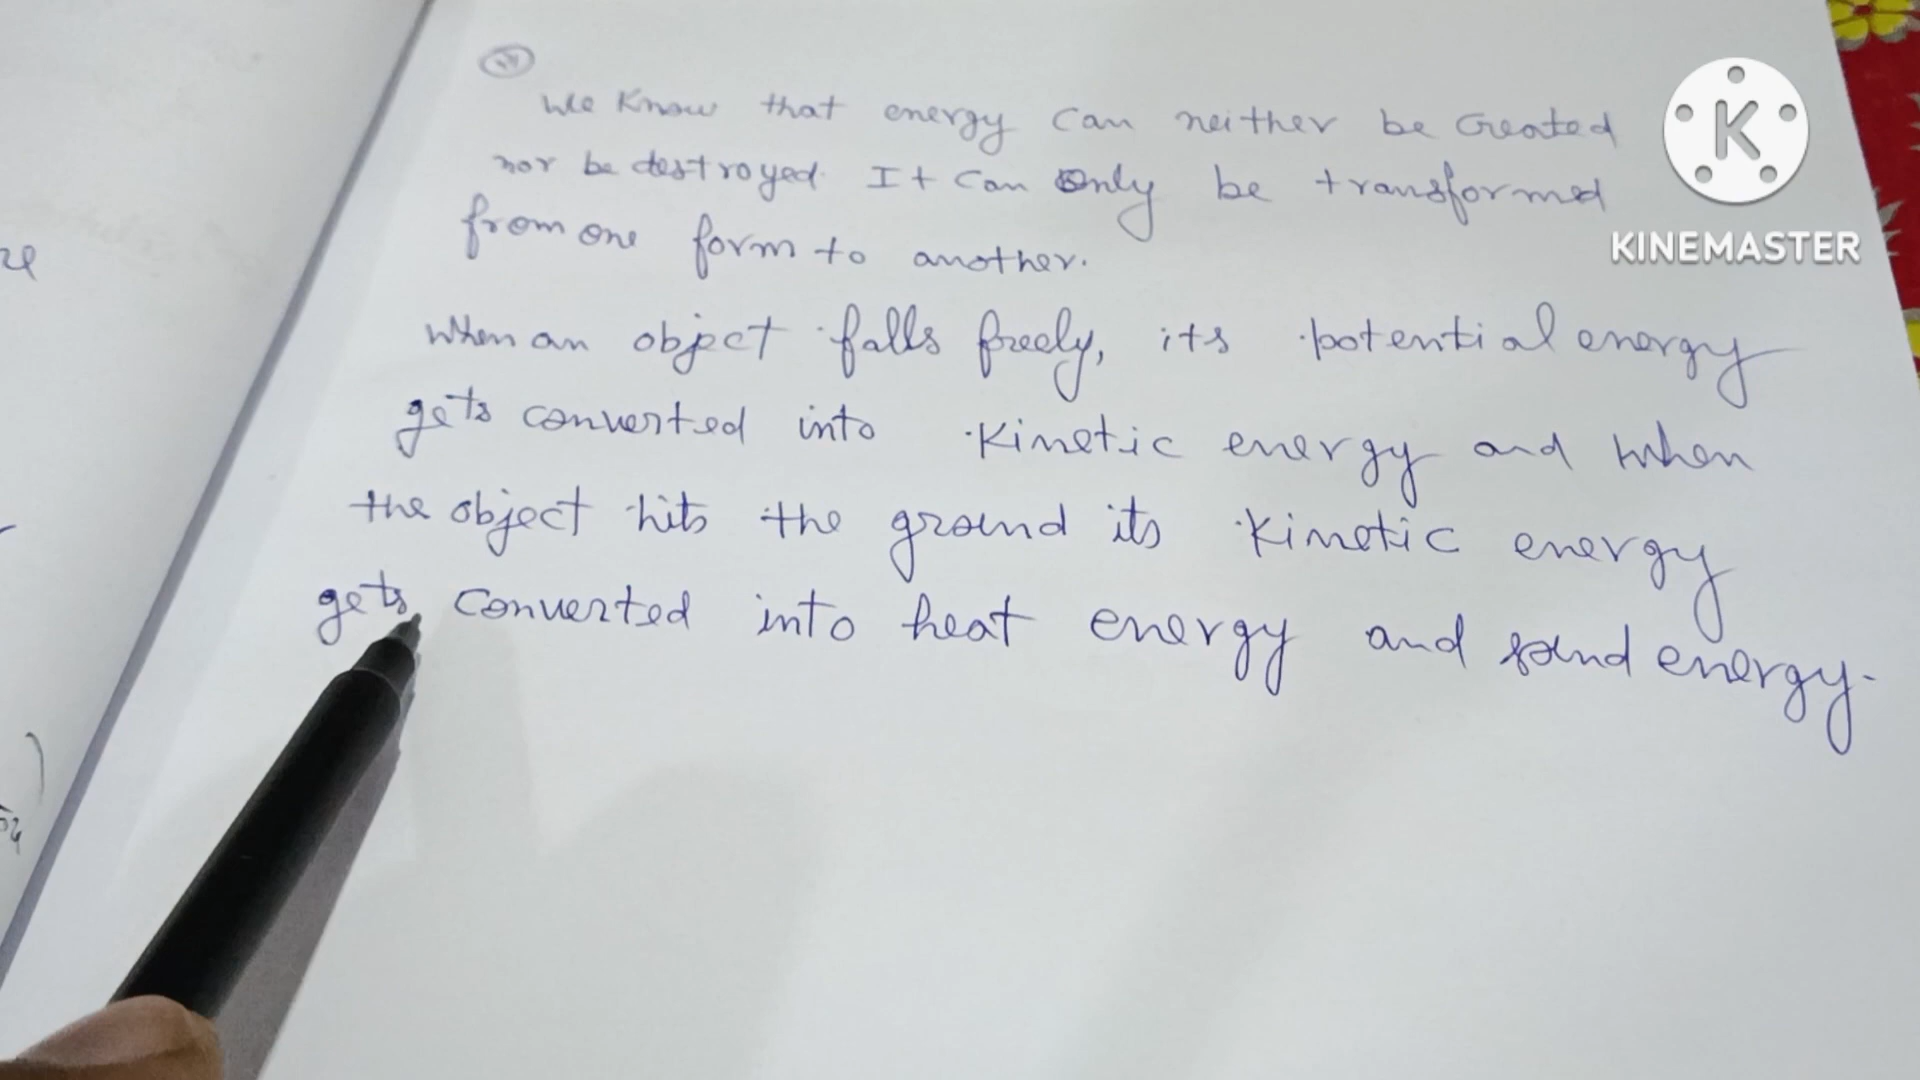 We know that energy can neither be created
nor be destroyed. It can only be transformed
from one form to another.
When an object falls freely, its potential energy
gets converted into kinetic energy and when
the object hits the ground its kinetic energy
gets converted into heat energy and sound energy.
K
KINEMASTER